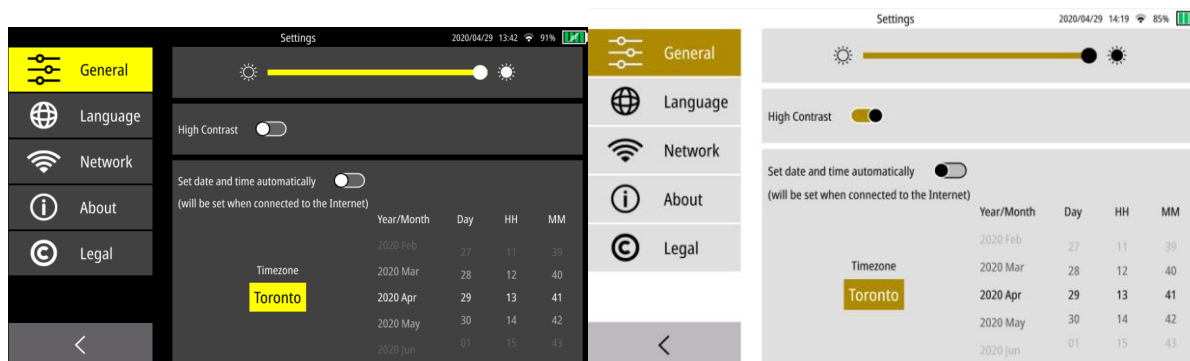 Settings
2020/04/29 13:42 91%
General
Language
Network
About
Legal
High Contrast
Set date and time automatically
(will be set when connected to the Internet)
Year/Month Day HH MM
2020 Feb 27 11 39
2020 Mar 28 12 40
2020 Apr 29 13 41
2020 May 30 14 42
2020 Jun 01 15 43
Timezone
Toronto
Settings
2020/04/29 14:19 85%
General
Language
Network
About
Legal
High Contrast
Set date and time automatically
(will be set when connected to the Internet)
Year/Month Day HH MM
2020 Feb 27 11 39
2020 Mar 28 12 40
2020 Apr 29 13 41
2020 May 30 14 42
2020 Jun 01 15 43
Timezone
Toronto